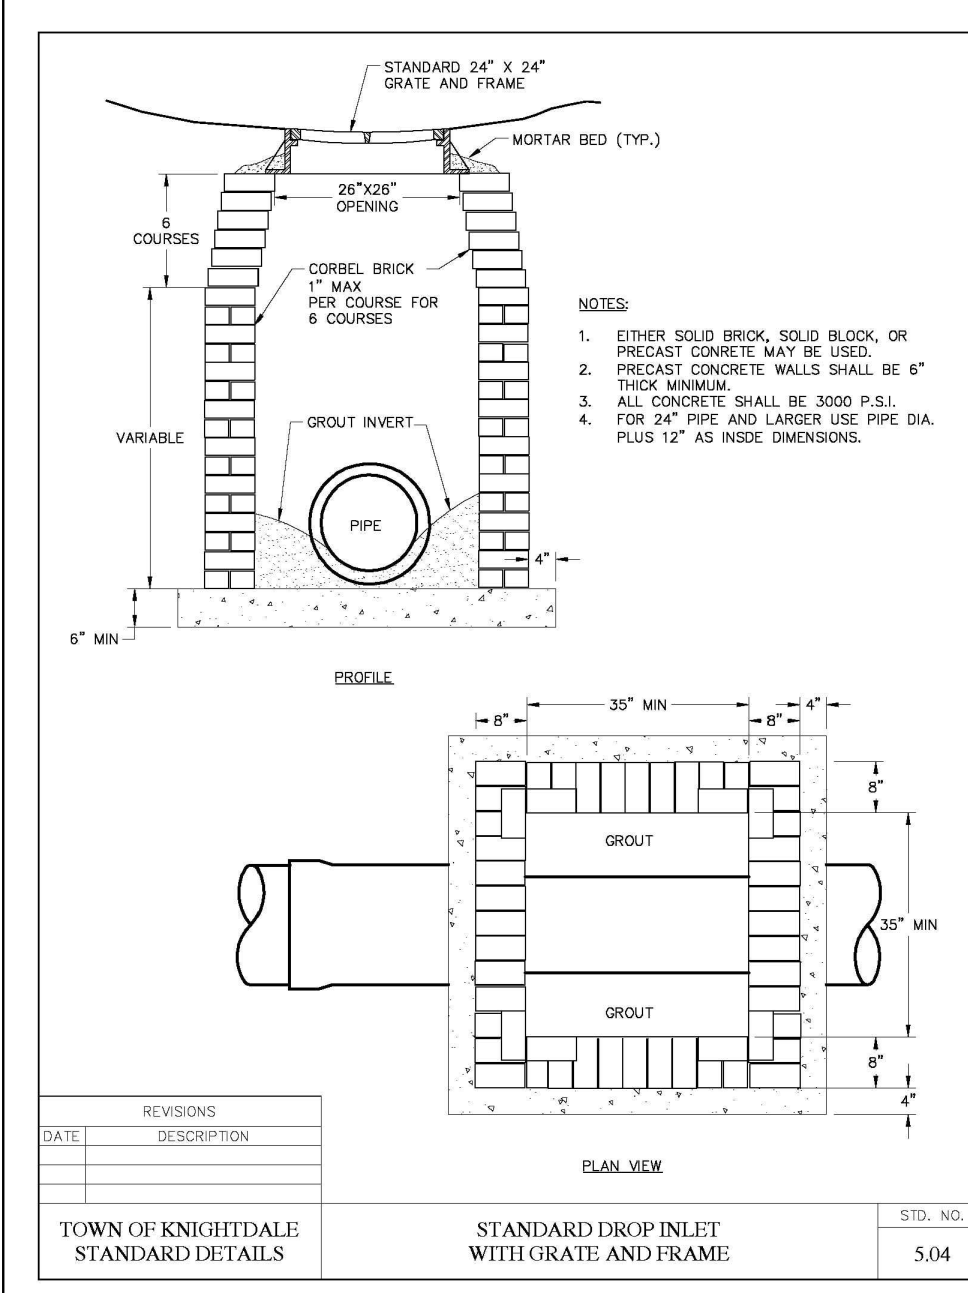 STANDARD 24" X 24"
GRATE AND FRAME
MORTAR BED (TYP.)
26"X26"
OPENING
6
COURSES
CORBEL BRICK
1" MAX
PER COURSE FOR
6 COURSES
NOTES:
1. EITHER SOLID BRICK, SOLID BLOCK, OR
PRECAST CONRETE MAY BE USED.
2. PRECAST CONCRETE WALLS SHALL BE 6"
THICK MINIMUM.
3. ALL CONCRETE SHALL BE 3000 P.S.I.
4. FOR 24" PIPE AND LARGER USE PIPE DIA.
PLUS 12" AS INSDE DIMENSIONS.
GROUT INVERT
VARIABLE
PIPE
4"
6" MIN
PROFILE
35" MIN
4"
8"
8"
8"
GROUT
35" MIN
GROUT
8"
4"
PLAN VIEW
REVISIONS
DATE DESCRIPTION
TOWN OF KNIGHTDALE
STANDARD DETAILS
STANDARD DROP INLET
WITH GRATE AND FRAME
STD. NO.
5.04